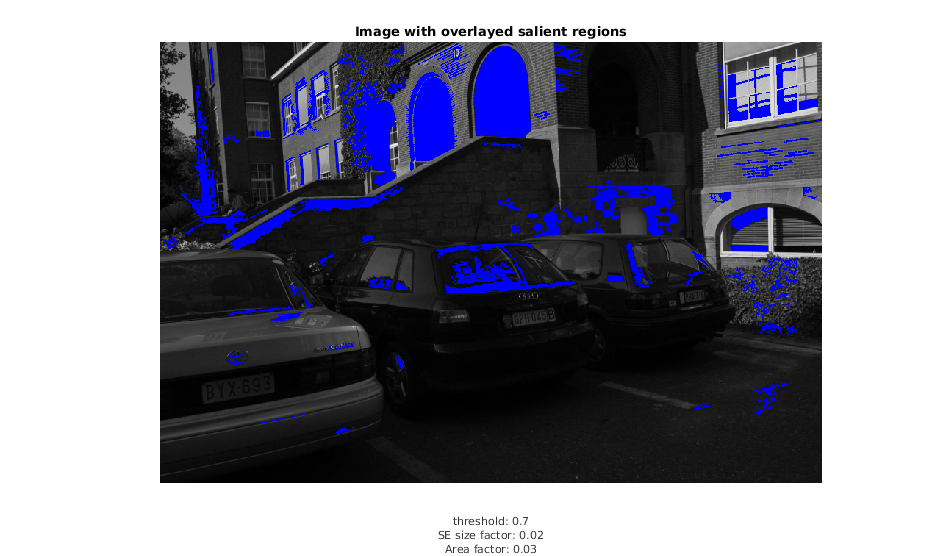 Image with overlayed salient regions
BYX·693
threshold: 0.7
SE size factor: 0.02
Area factor: 0.03